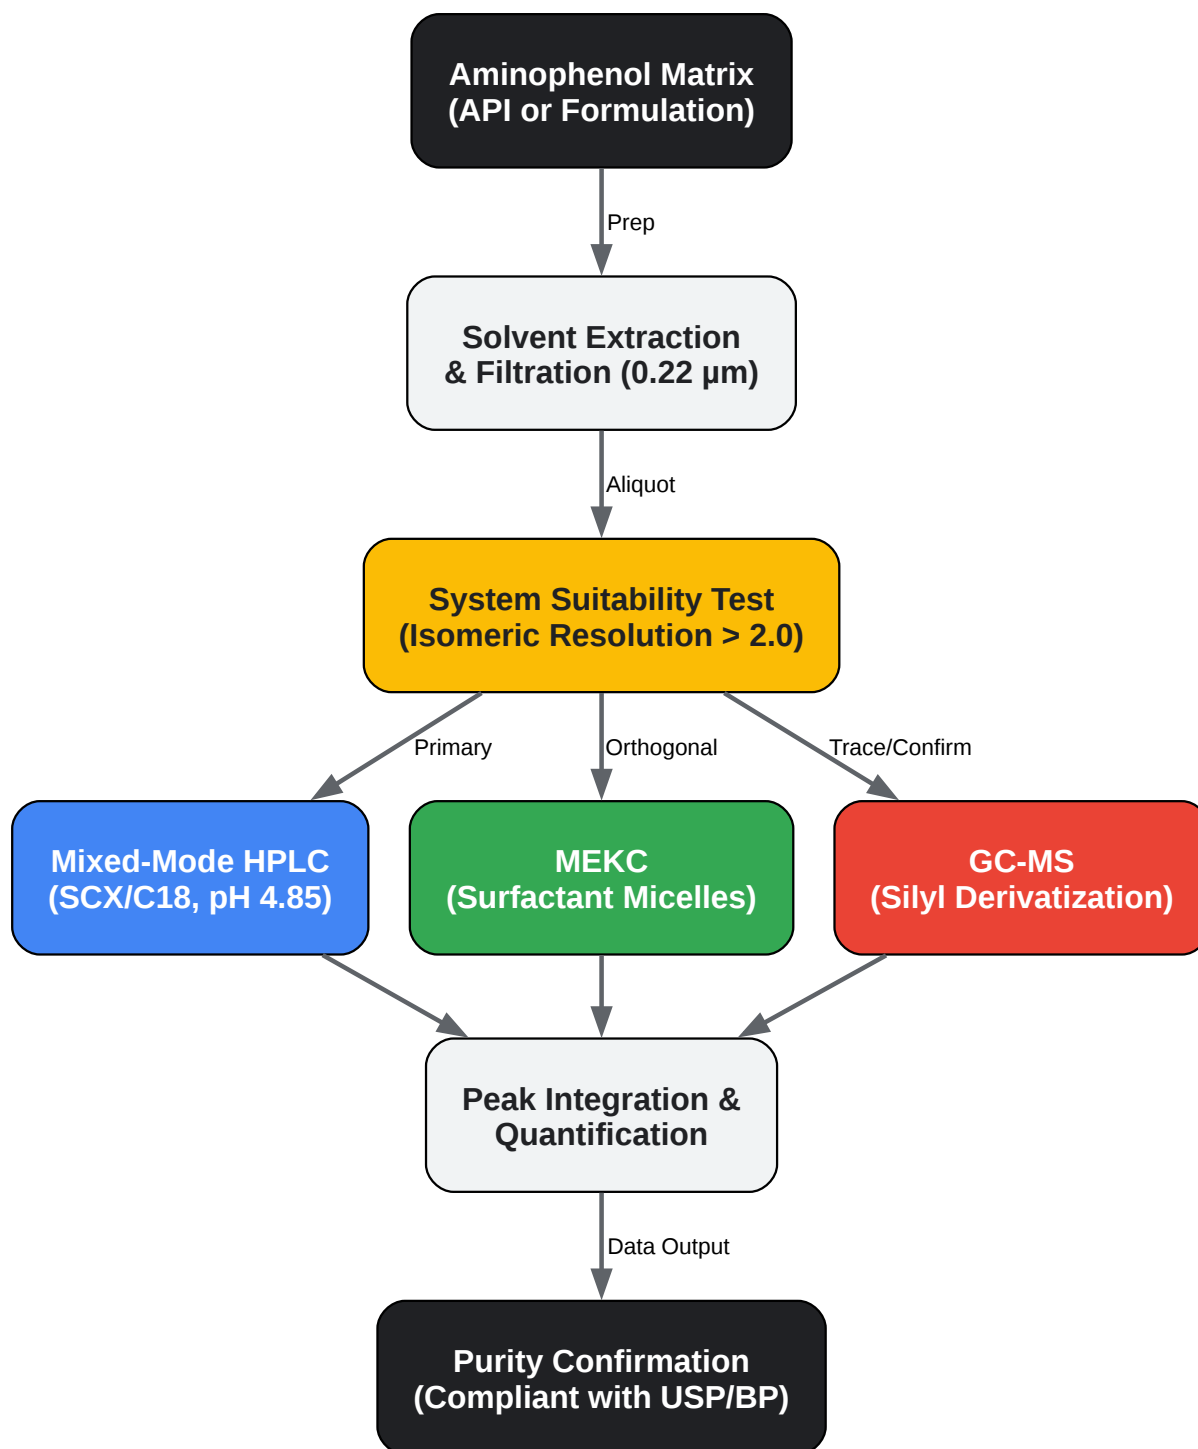 Aminophenol Matrix
(API or Formulation)
Prep
Solvent Extraction
& Filtration (0.22 µm)
Aliquot
System Suitability Test
(Isomeric Resolution > 2.0)
Primary
Orthogonal
Trace/Confirm
Mixed-Mode HPLC
(SCX/C18, pH 4.85)
MEKC
(Surfactant Micelles)
GC-MS
(Silyl Derivatization)
Peak Integration &
Quantification
Data Output
Purity Confirmation
(Compliant with USP/BP)